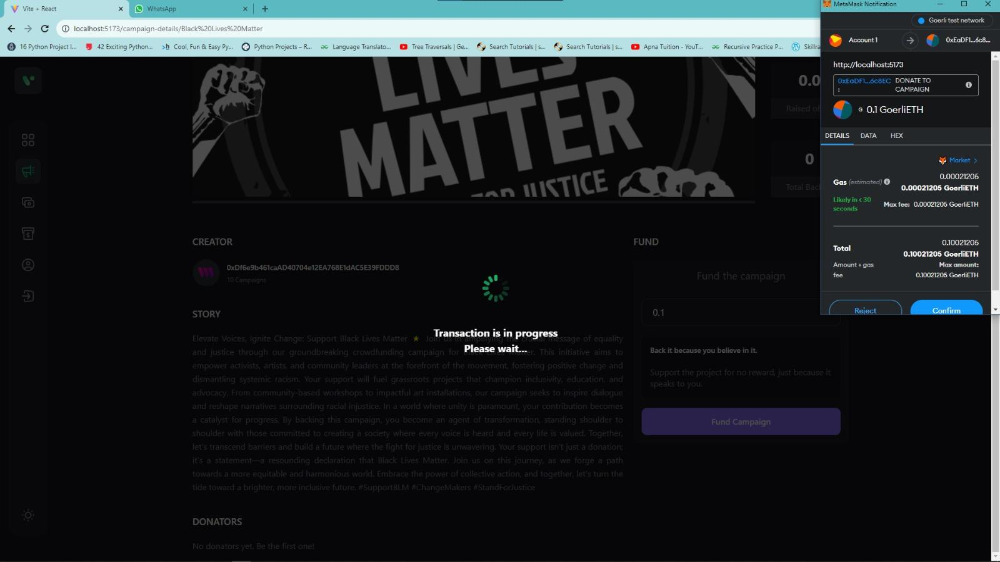 Vite + React
WhatsApp
localhost:5173/campaign-details/Black%20Lives%20Matter
16 Python Project I...
42 Exciting Python...
Cool, Fun & Easy Py...
Python Projects – R...
Language Translato...
Tree Traversals | Ge...
Search Tutorials | s...
Search Tutorials | s...
Apna Tuition - YouT...
Recursive Practice P...
Skillra
LIVES
MATTER
FOR JUSTICE
0.0
Raised of
0
Total Bac
CREATOR
0xDf6e9b461caAD40704e12EA768E1dAC5E39FDDD8
10 Campaigns
STORY
Elevate Voices, Ignite Change: Support Black Lives Matter ★ Join us in amplifying the crucial message of equality
and justice through our groundbreaking crowdfunding campaign for Black Lives Matter. This initiative aims to
empower activists, artists, and community leaders at the forefront of the movement, fostering positive change and
dismantling systemic racism. Your support will fuel grassroots projects that champion inclusivity, education, and
advocacy. From community-based workshops to impactful art installations, our campaign seeks to inspire dialogue
and reshape narratives surrounding racial injustice. In a world where unity is paramount, your contribution becomes
a catalyst for progress. By backing this campaign, you become an agent of transformation, standing shoulder to
shoulder with those committed to creating a society where every voice is heard and every life is valued. Together,
let's transcend barriers and build a future where the fight for justice is unwavering. Your support isn't just a donation;
it's a statement—a resounding declaration that Black Lives Matter. Join us on this journey, as we forge a path
towards a more equitable and harmonious world. Embrace the power of collective action, and together, let's turn the
tide toward a brighter, more inclusive future. #SupportBLM #ChangeMakers #StandForJustice
DONATORS
No donators yet. Be the first one!
Transaction is in progress
Please wait...
FUND
Fund the campaign
0.1
Back it because you believe in it.
Support the project for no reward, just because it
speaks to you.
Fund Campaign
MetaMask Notification
Goerli test network
Account 1
0xEaDF1...6c8...
http://localhost:5173
0xEaDF1...6c8EC
:
DONATE TO
CAMPAIGN
G 0.1 GoerliETH
DETAILS
DATA
HEX
Market >
Gas (estimated)
0.00021205
0.00021205 GoerliETH
Likely in < 30
seconds
Max fee: 0.00021205 GoerliETH
Total
0.10021205
0.10021205 GoerliETH
Amount + gas
fee
Max amount:
0.10021205 GoerliETH
Reject
Confirm